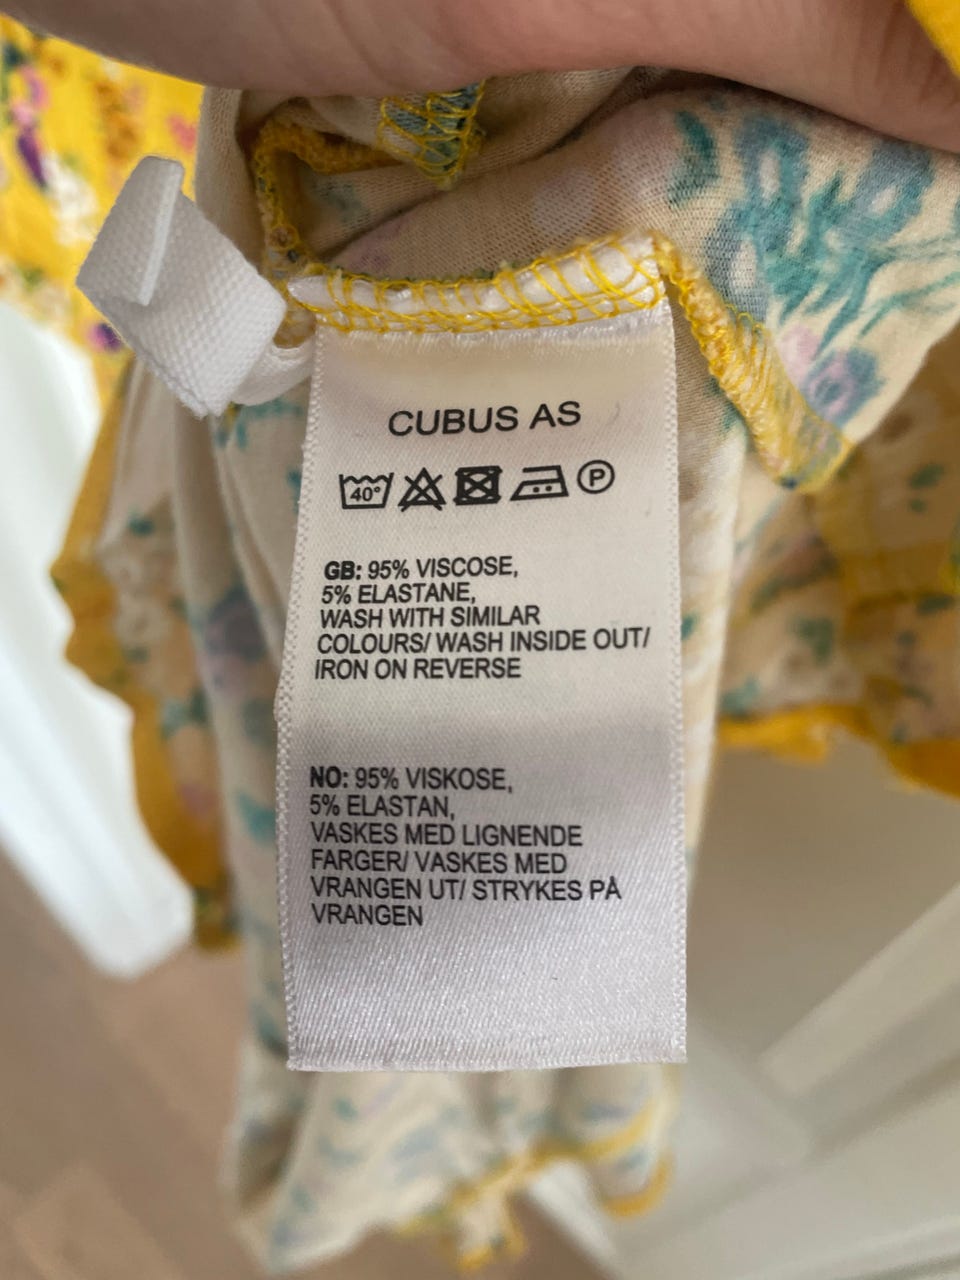 CUBUS AS
40° P
GB: 95% VISCOSE,
5% ELASTANE,
WASH WITH SIMILAR
COLOURS/ WASH INSIDE OUT/
IRON ON REVERSE
NO: 95% VISKOSE,
5% ELASTAN,
VASKES MED LIGNENDE
FARGER/ VASKES MED
VRANGEN UT/ STRYKES PÅ
VRANGEN